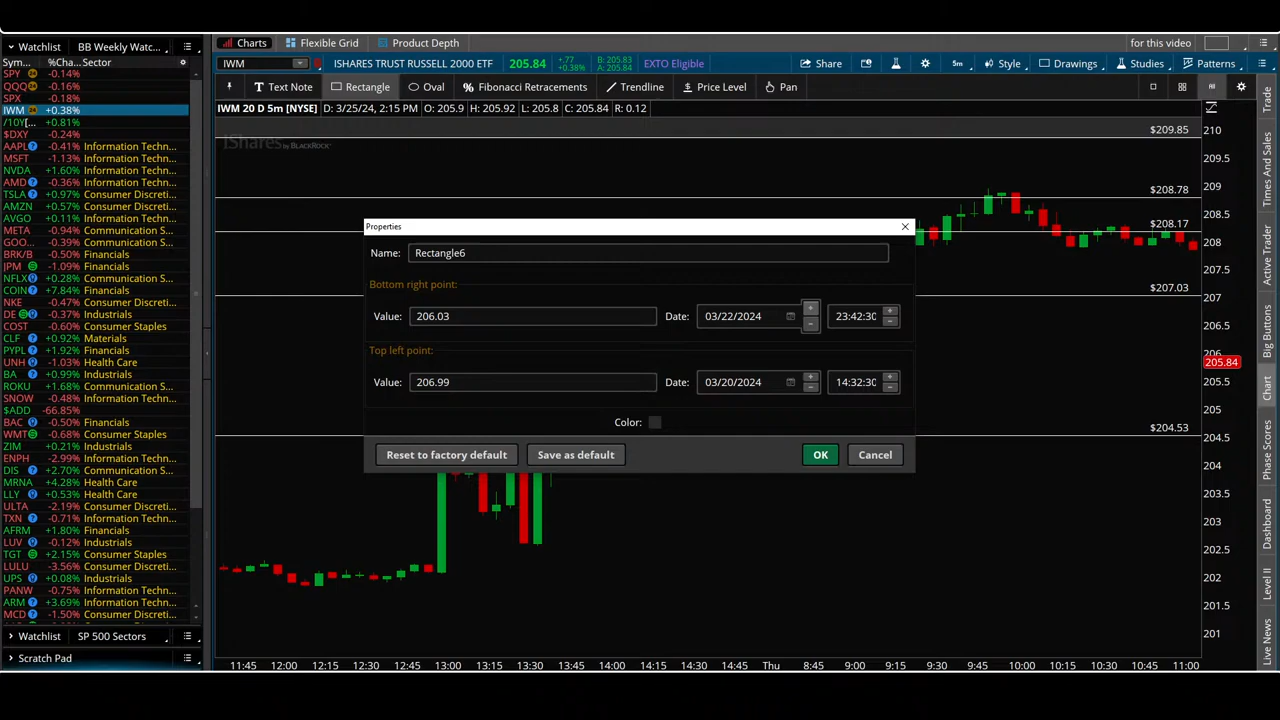 Watchlist BB Weekly Watc...
Sym... %Cha... Sector
SPY 24 -0.14%
QQQ 24 -0.16%
SPX -0.18%
IWM 24 +0.38%
/10Y[... +0.81%
$DXY -0.24%
AAPL -0.41% Information Techn...
MSFT -1.13% Information Techn...
NVDA +1.60% Information Techn...
AMD -0.36% Information Techn...
TSLA +0.97% Consumer Discreti...
AMZN +0.57% Consumer Discreti...
AVGO +0.11% Information Techn...
META -0.94% Communication S...
GOO... -0.39% Communication S...
BRK/B -0.50% Financials
JPM -1.09% Financials
NFLX +0.28% Communication S...
COIN +7.84% Financials
NKE -0.47% Consumer Discreti...
DE -0.37% Industrials
COST -0.60% Consumer Staples
CLF +0.92% Materials
PYPL +1.92% Financials
UNH -1.03% Health Care
BA +0.99% Industrials
ROKU +1.68% Communication S...
SNOW -0.48% Information Techn...
$ADD -66.85%
BAC -0.50% Financials
WMT -0.68% Consumer Staples
ZIM +0.21% Industrials
ENPH -2.99% Information Techn...
DIS +2.70% Communication S...
MRNA +4.28% Health Care
LLY +0.53% Health Care
ULTA -2.19% Consumer Discreti...
TXN -0.71% Information Techn...
AFRM +1.80% Financials
LUV -0.12% Industrials
TGT +2.15% Consumer Staples
LULU -3.56% Consumer Discreti...
UPS +0.08% Industrials
PANW -0.75% Information Techn...
ARM +3.69% Information Techn...
MCD -1.50% Consumer Discreti...
Watchlist SP 500 Sectors
Scratch Pad
Charts Flexible Grid Product Depth for this video
IWM ISHARES TRUST RUSSELL 2000 ETF 205.84 +.77 +0.38% B: 205.83 A: 205.84 EXTO Eligible Share 5m Style Drawings Studies Patterns
Text Note Rectangle Oval Fibonacci Retracements Trendline Price Level Pan
IWM 20 D 5m [NYSE] D: 3/25/24, 2:15 PM O: 205.9 H: 205.92 L: 205.8 C: 205.84 R: 0.12
iShares by BLACKROCK
$209.85
$208.78
$208.17
$207.03
$204.53
210
209.5
209
208.5
208
207.5
207
206.5
206
205.84
205.5
205
204.5
204
203.5
203
202.5
202
201.5
201
Properties
Name: Rectangle6
Bottom right point:
Value: 206.03 Date: 03/22/2024 23:42:30
Top left point:
Value: 206.99 Date: 03/20/2024 14:32:30
Color:
Reset to factory default Save as default OK Cancel
11:45 12:00 12:15 12:30 12:45 13:00 13:15 13:30 13:45 14:00 14:15 14:30 14:45 Thu 8:45 9:00 9:15 9:30 9:45 10:00 10:15 10:30 10:45 11:00
Trade
Times And Sales
Active Trader
Big Buttons
Chart
Phase Scores
Dashboard
Level II
Live News